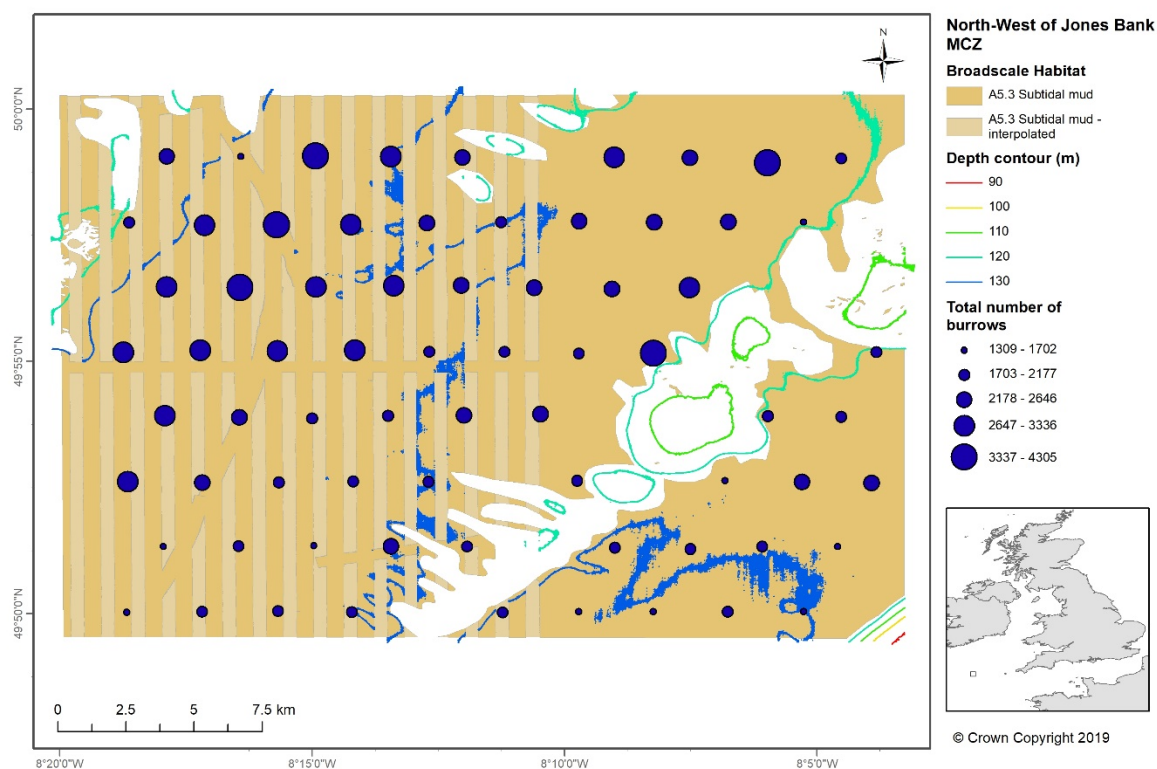 North-West of Jones Bank
MCZ
Broadscale Habitat
A5.3 Subtidal mud
A5.3 Subtidal mud -
interpolated
Depth contour (m)
90
100
110
120
130
Total number of
burrows
1309 - 1702
1703 - 2177
2178 - 2646
2647 - 3336
3337 - 4305
© Crown Copyright 2019
N
50°0'0"N
49°55'0"N
49°50'0"N
0 2.5 5 7.5 km
8°20'0"W 8°15'0"W 8°10'0"W 8°5'0"W